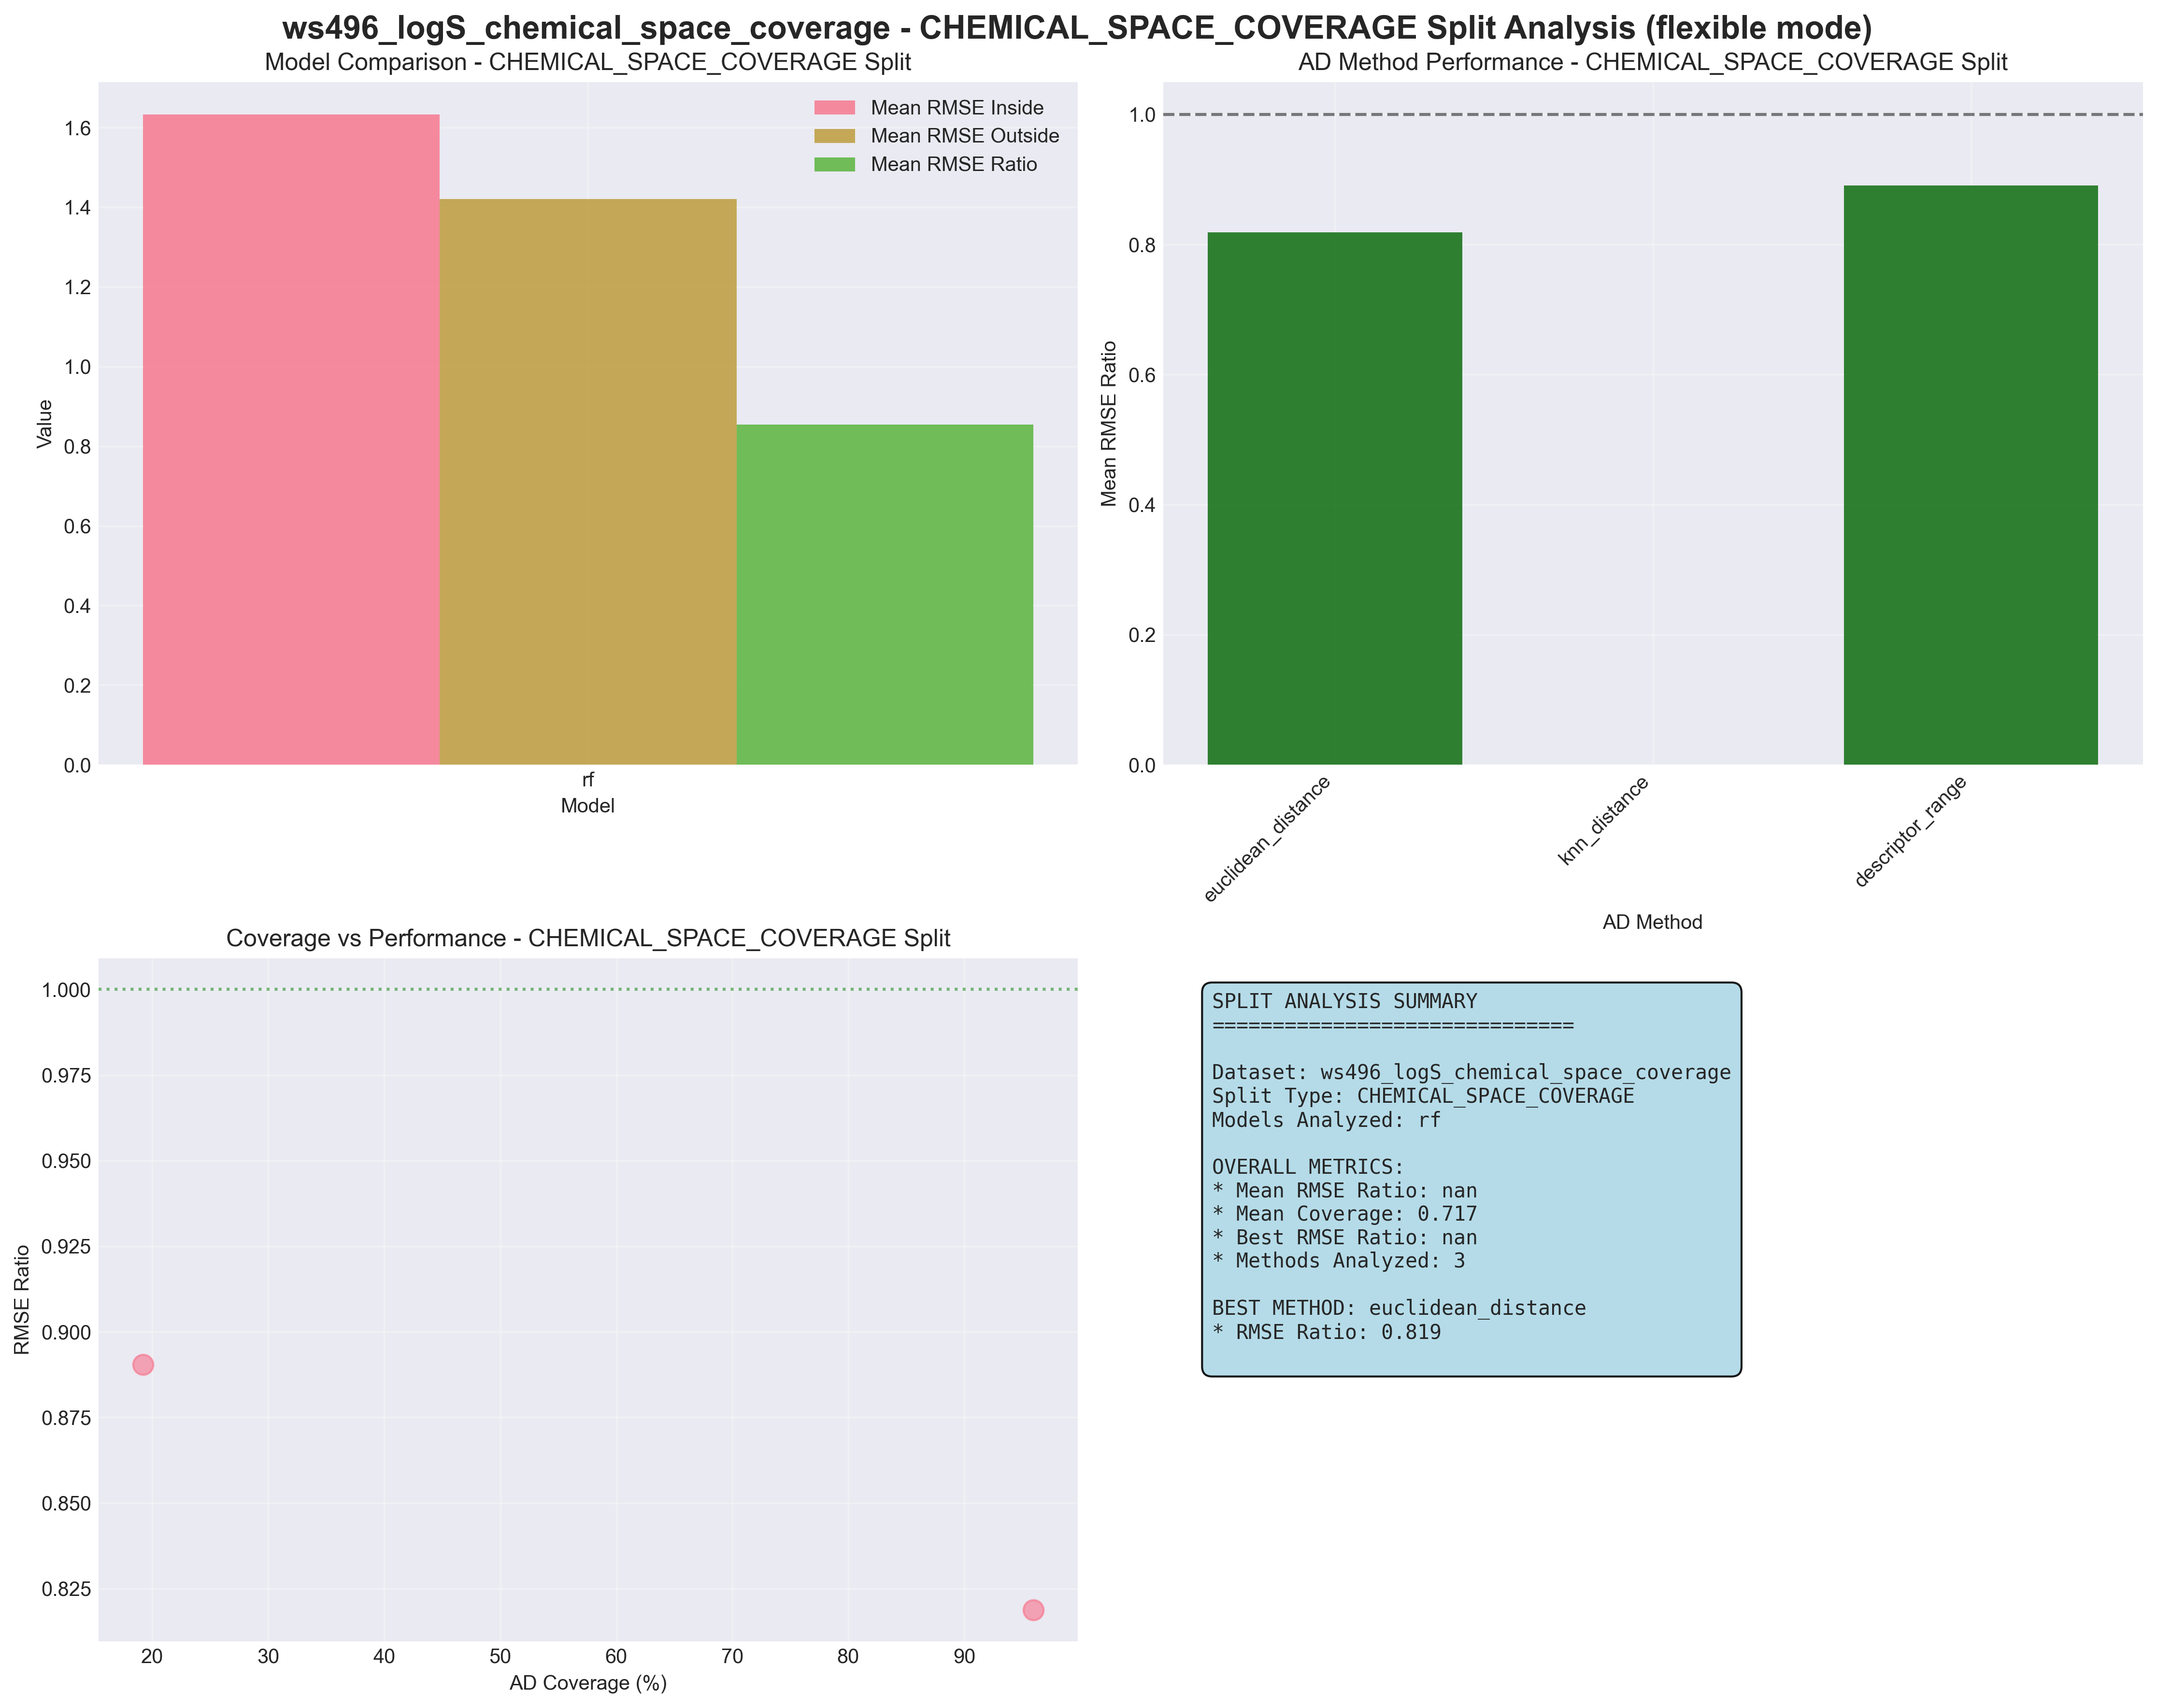 ws496_logS_chemical_space_coverage - CHEMICAL_SPACE_COVERAGE Split Analysis (flexible mode)
Model Comparison - CHEMICAL_SPACE_COVERAGE Split
Mean RMSE Inside
Mean RMSE Outside
Mean RMSE Ratio
1.6
1.4
1.2
1.0
0.8
0.6
0.4
0.2
0.0
Value
rf
Model
AD Method Performance - CHEMICAL_SPACE_COVERAGE Split
1.0
0.8
0.6
0.4
0.2
0.0
Mean RMSE Ratio
euclidean_distance
knn_distance
descriptor_range
AD Method
Coverage vs Performance - CHEMICAL_SPACE_COVERAGE Split
1.000
0.975
0.950
0.925
0.900
0.875
0.850
0.825
RMSE Ratio
20 30 40 50 60 70 80 90
AD Coverage (%)
SPLIT ANALYSIS SUMMARY
==============================
Dataset: ws496_logS_chemical_space_coverage
Split Type: CHEMICAL_SPACE_COVERAGE
Models Analyzed: rf
OVERALL METRICS:
* Mean RMSE Ratio: nan
* Mean Coverage: 0.717
* Best RMSE Ratio: nan
* Methods Analyzed: 3
BEST METHOD: euclidean_distance
* RMSE Ratio: 0.819